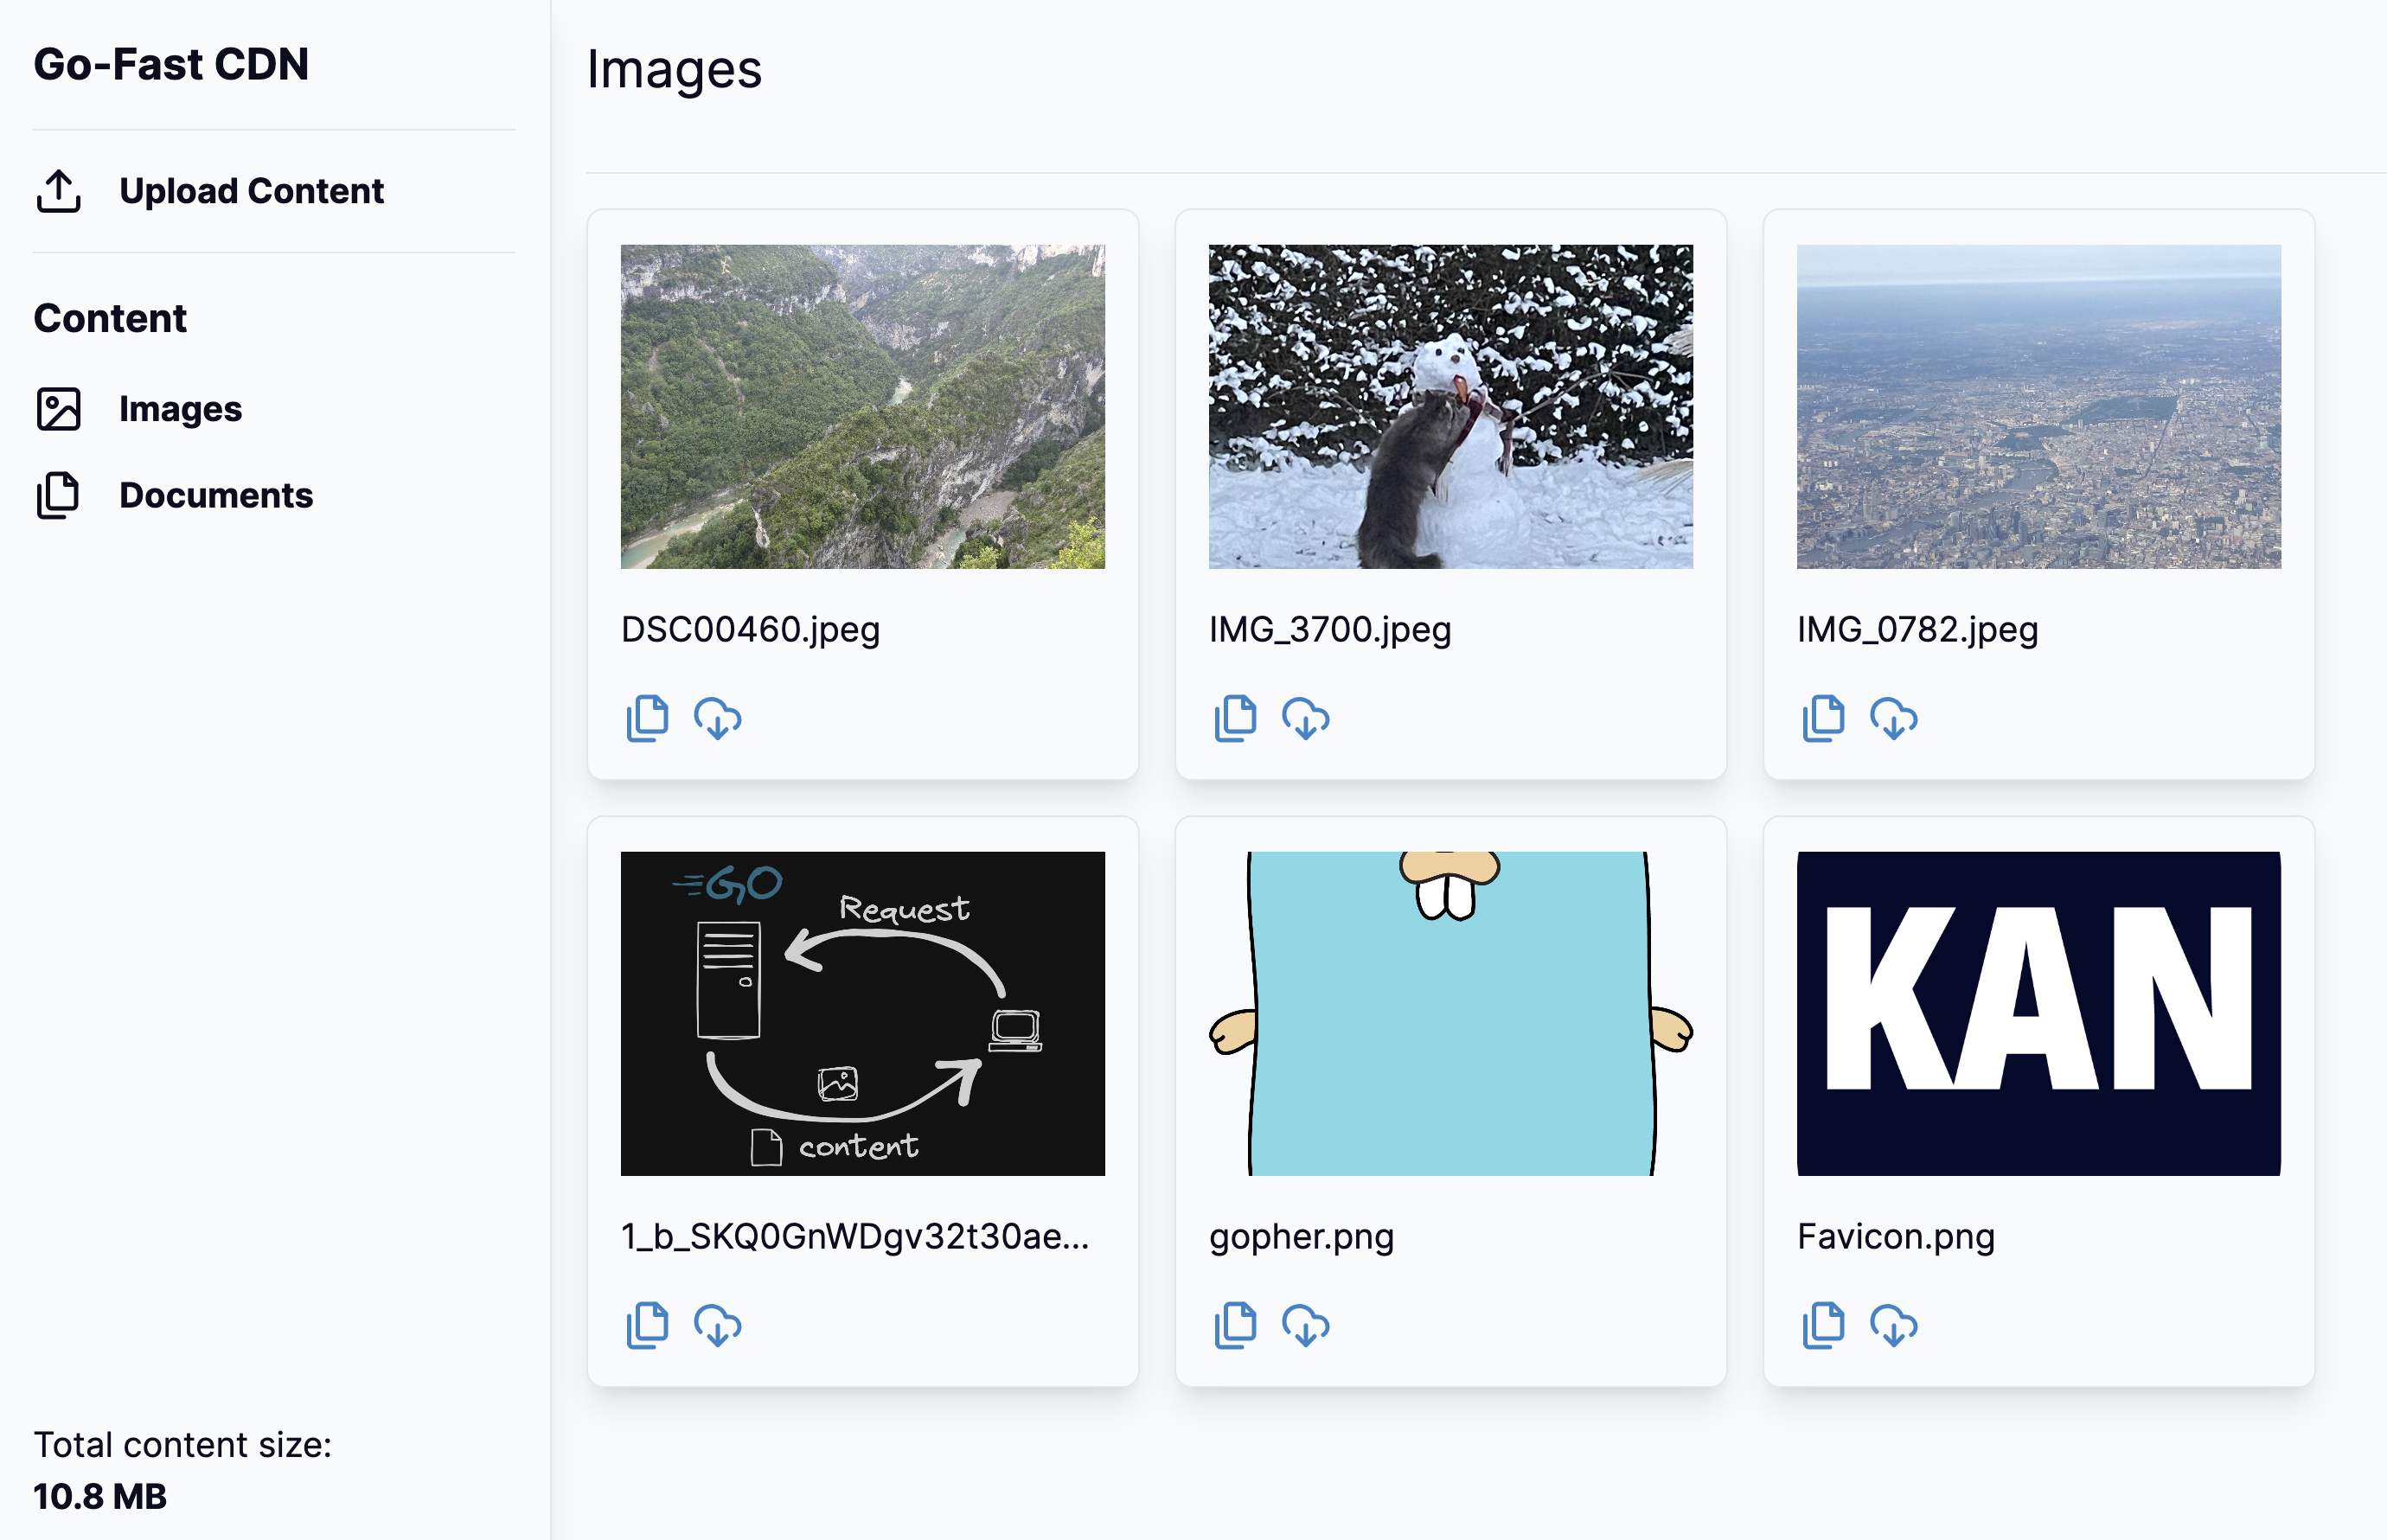 Go-Fast CDN
Upload Content
Content
Images
Documents
Total content size:
10.8 MB
Images
DSC00460.jpeg
IMG_3700.jpeg
IMG_0782.jpeg
GO
Request
content
1_b_SKQ0GnWDgv32t30ae...
gopher.png
KAN
Favicon.png